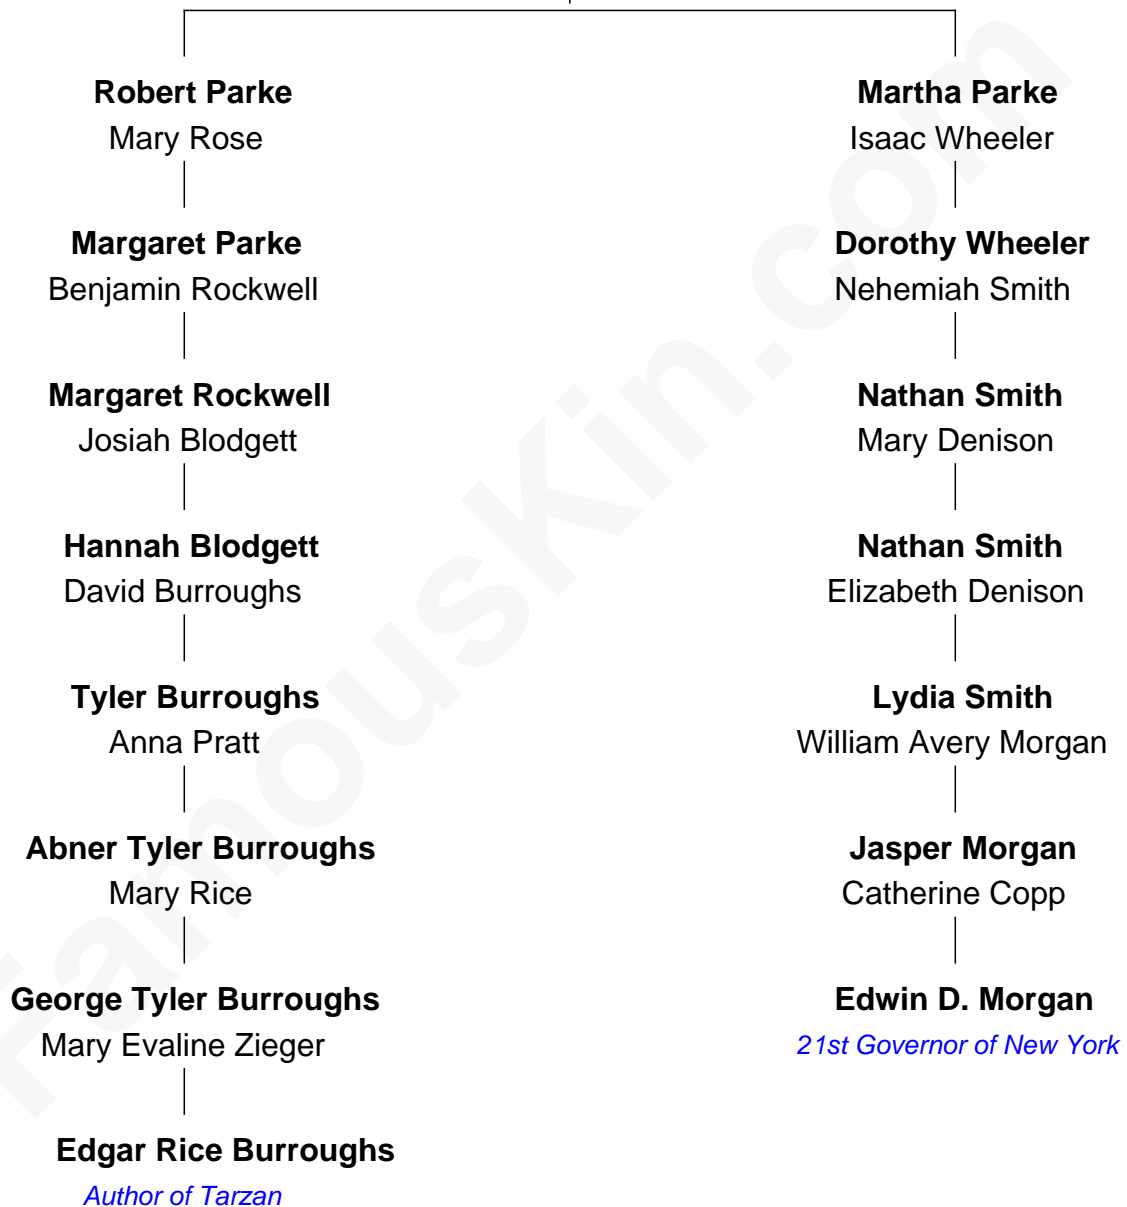 Robert Parke
Mary Rose
Margaret Parke
Benjamin Rockwell
Margaret Rockwell
Josiah Blodgett
Hannah Blodgett
David Burroughs
Tyler Burroughs
Anna Pratt
Abner Tyler Burroughs
Mary Rice
George Tyler Burroughs
Mary Evaline Zieger
Edgar Rice Burroughs
Author of Tarzan
Martha Parke
Isaac Wheeler
Dorothy Wheeler
Nehemiah Smith
Nathan Smith
Mary Denison
Nathan Smith
Elizabeth Denison
Lydia Smith
William Avery Morgan
Jasper Morgan
Catherine Copp
Edwin D. Morgan
21st Governor of New York
FamousKin.com